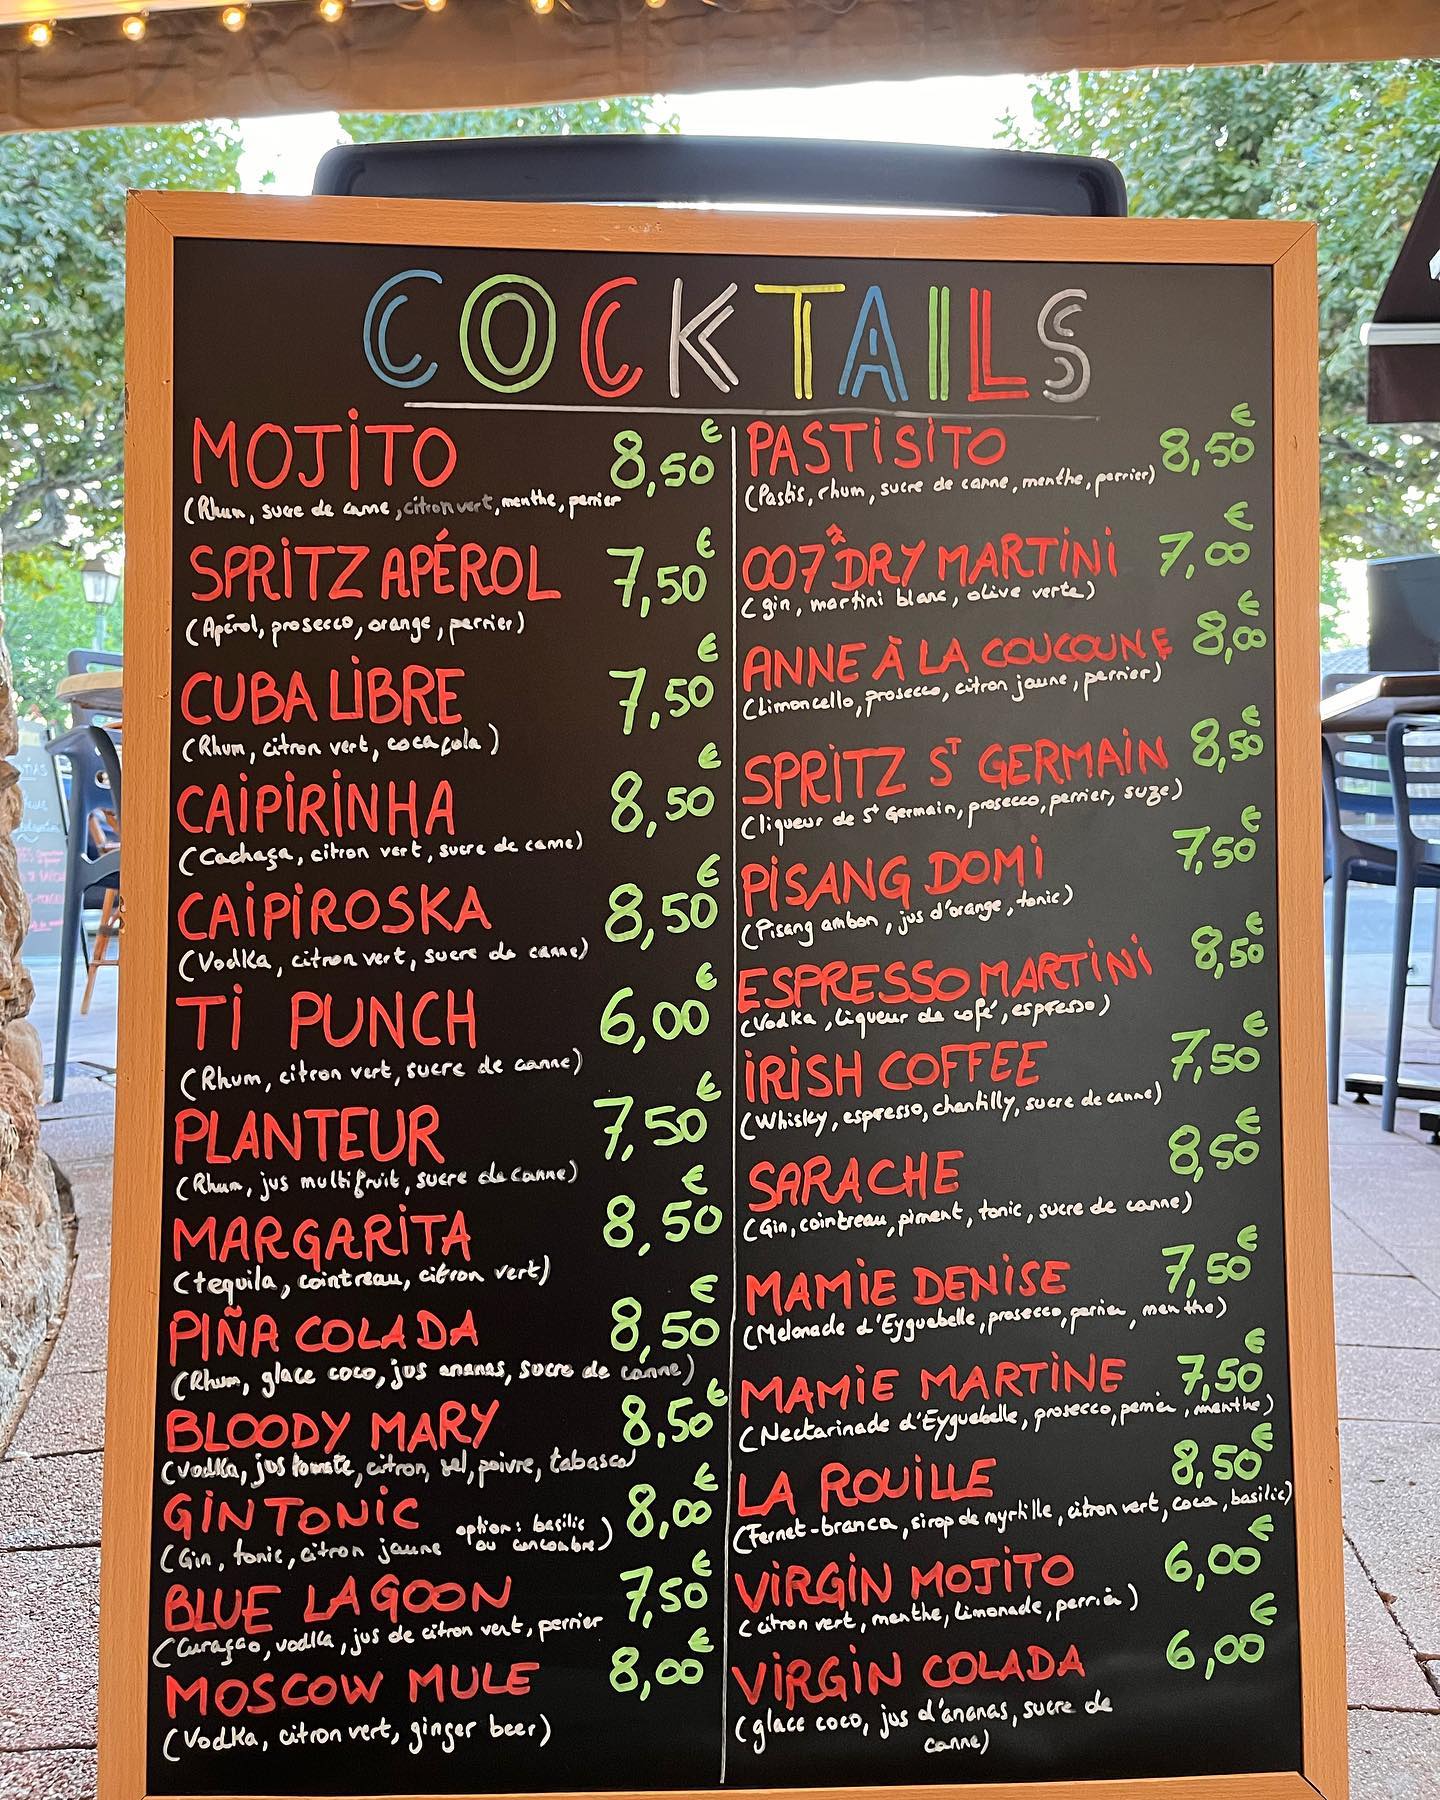 COCKTAILS
MOJITO 8,50€
(Rhum, sucre de canne, citron vert, menthe, perrier
SPRITZ APÉROL 7,50€
(Apérol, prosecco, orange, perrier)
CUBA LIBRE 7,50€
(Rhum, citron vert, coca cola)
CAIPIRINHA 8,50€
(Cachaça, citron vert, sucre de canne)
CAIPIROSKA 8,50€
(Vodka, citron vert, sucre de canne)
TI PUNCH 6,00€
(Rhum, citron vert, sucre de canne)
PLANTEUR 7,50€
(Rhum, jus multifruit, sucre de canne)
MARGARITA 8,50€
(tequila, cointreau, citron vert)
PIÑA COLADA 8,50€
(Rhum, glace coco, jus ananas, sucre de canne)
BLOODY MARY 8,50€
(Vodka, jus tomate, citron, sel, poivre, tabasco)
GIN TONIC 8,00€
(Gin, tonic, citron jaune option: basilic
ou concombre)
BLUE LAGOON 7,50€
(Curaçao, vodka, jus de citron vert, perrier
MOSCOW MULE 8,00€
(Vodka, citron vert, ginger beer)
PASTISITO 8,50€
(Pastis, rhum, sucre de canne, menthe, perrier)
007 DRY MARTINI 7,00€
(gin, martini blanc, olive verte)
ANNE À LA COUCOUNE 8,00€
(Limoncello, prosecco, citron jaune, perrier)
SPRITZ ST GERMAIN 8,50€
(liqueur de St Germain, prosecco, perrier, suze)
PISANG DOMI 7,50€
(Pisang ambon, jus d'orange, tonic)
ESPRESSO MARTINI 8,50€
(Vodka, liqueur de café, espresso)
IRISH COFFEE 7,50€
(Whisky, espresso, chantilly, sucre de canne)
SARACHE 8,50€
(Gin, cointreau, piment, tonic, sucre de canne)
MAMIE DENISE 7,50€
(Melonade d'Eyguebelle, prosecco, perrier, menthe)
MAMIE MARTINE 7,50€
(Nectarinade d'Eyguebelle, prosecco, perrier, menthe)
LA ROUILLE 8,50€
(Fernet-branca, sirop de myrtille, citron vert, coca, basilic)
VIRGIN MOJITO 6,00€
(citron vert, menthe, limonade, perrier)
VIRGIN COLADA 6,00€
(glace coco, jus d'ananas, sucre de
canne)